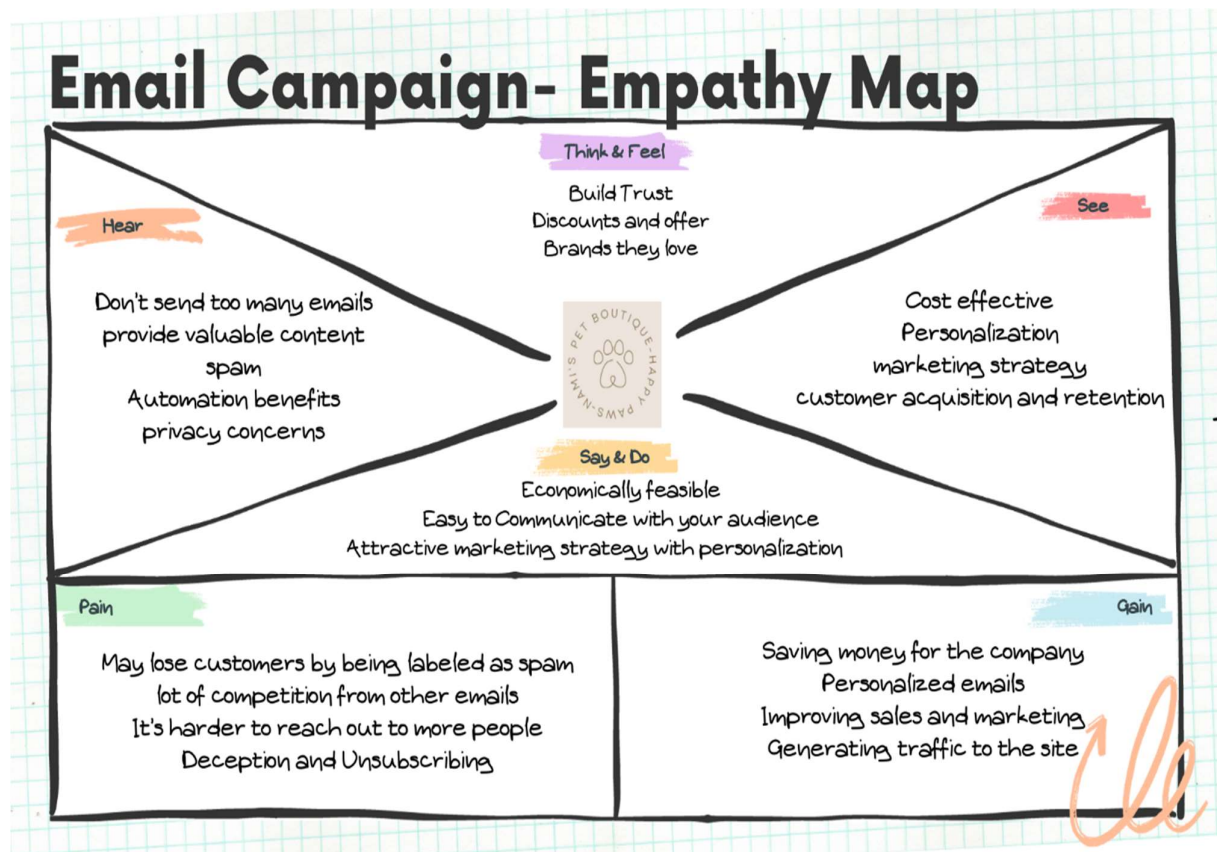 Email Campaign- Empathy Map
Think & Feel
Build Trust
Discounts and offer
Brands they love
Hear
Don't send too many emails
provide valuable content
spam
Automation benefits
privacy concerns
See
Cost effective
Personalization
marketing strategy
customer acquisition and retention
NAMI'S PET BOUTIQUE-HAPPY PAWS-
Say & Do
Economically feasible
Easy to Communicate with your audience
Attractive marketing strategy with personalization
Pain
May lose customers by being labeled as spam
lot of competition from other emails
It's harder to reach out to more people
Deception and Unsubscribing
Gain
Saving money for the company
Personalized emails
Improving sales and marketing
Generating traffic to the site